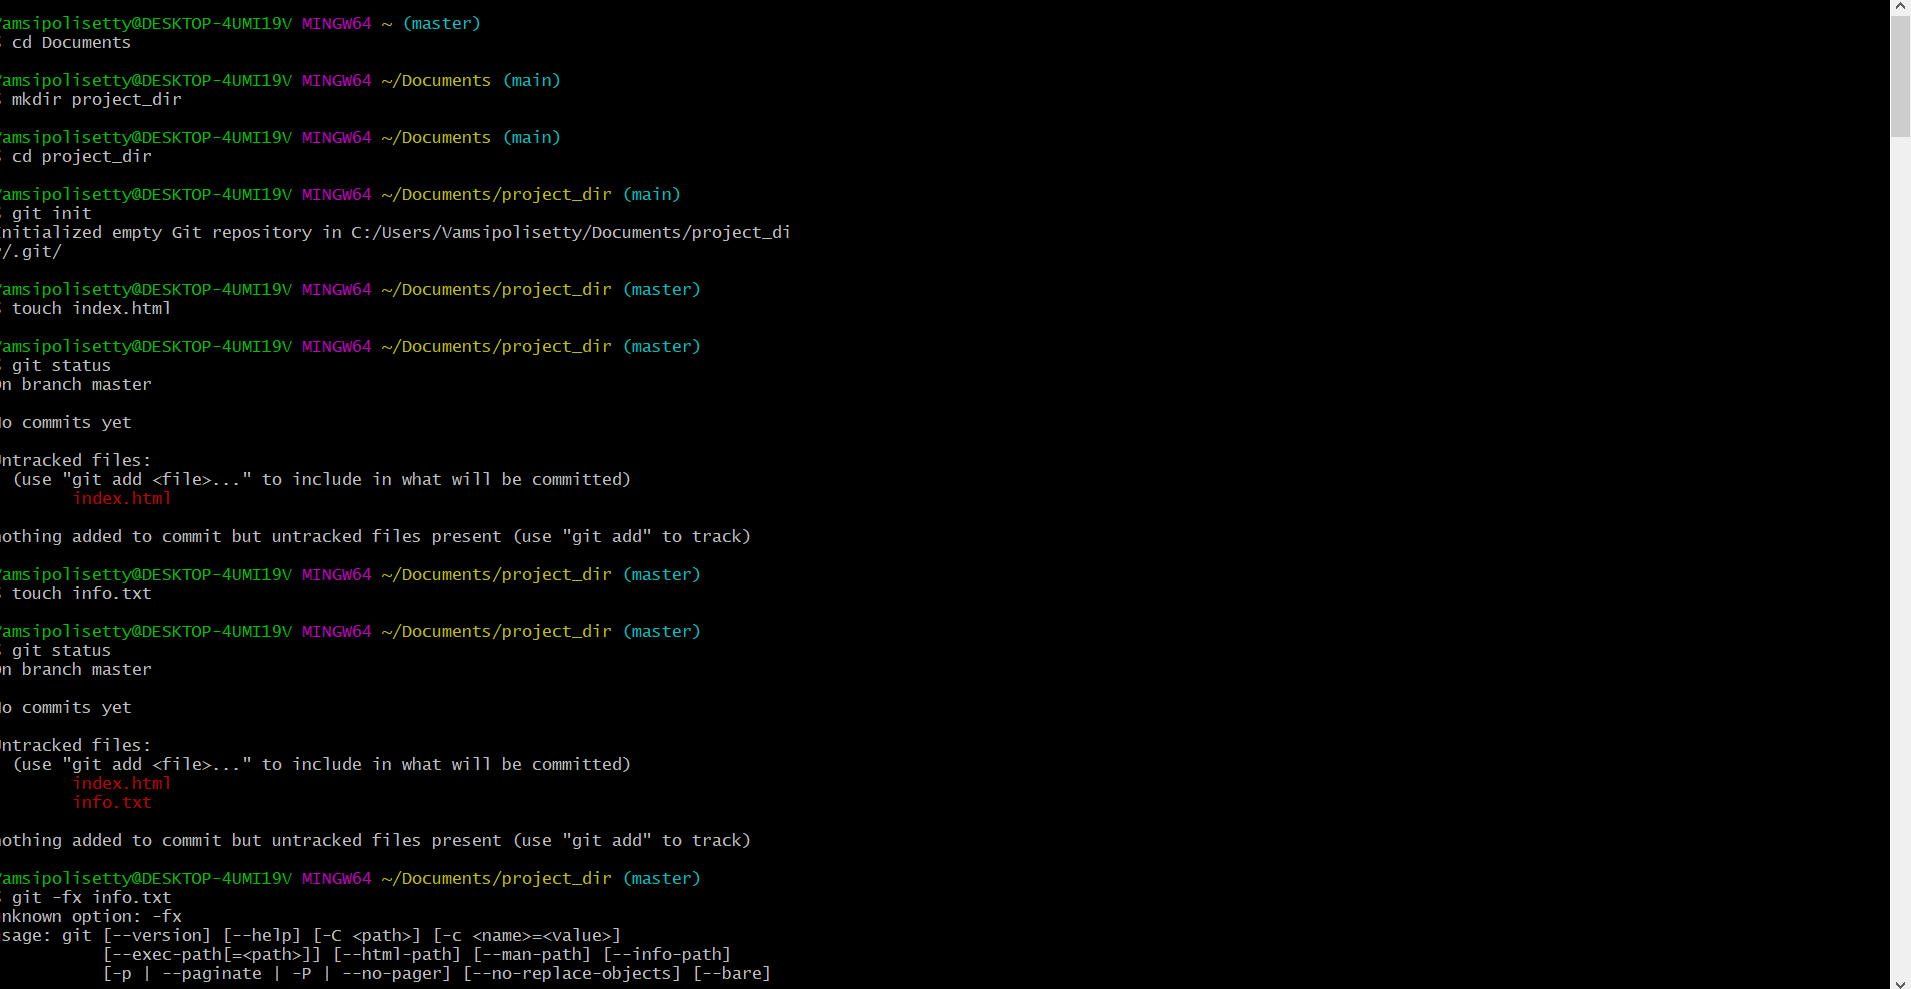 amsipolisetty@DESKTOP-4UMI19V MINGW64 ~ (master)
cd Documents
amsipolisetty@DESKTOP-4UMI19V MINGW64 ~/Documents (main)
mkdir project_dir
amsipolisetty@DESKTOP-4UMI19V MINGW64 ~/Documents (main)
cd project_dir
amsipolisetty@DESKTOP-4UMI19V MINGW64 ~/Documents/project_dir (main)
git init
nitialized empty Git repository in C:/Users/Vamsipolisetty/Documents/project_di
/.git/
amsipolisetty@DESKTOP-4UMI19V MINGW64 ~/Documents/project_dir (master)
touch index.html
amsipolisetty@DESKTOP-4UMI19V MINGW64 ~/Documents/project_dir (master)
git status
n branch master
o commits yet
ntracked files:
(use "git add <file>..." to include in what will be committed)
index.html
othing added to commit but untracked files present (use "git add" to track)
amsipolisetty@DESKTOP-4UMI19V MINGW64 ~/Documents/project_dir (master)
touch info.txt
amsipolisetty@DESKTOP-4UMI19V MINGW64 ~/Documents/project_dir (master)
git status
n branch master
o commits yet
ntracked files:
(use "git add <file>..." to include in what will be committed)
index.html
info.txt
othing added to commit but untracked files present (use "git add" to track)
amsipolisetty@DESKTOP-4UMI19V MINGW64 ~/Documents/project_dir (master)
git -fx info.txt
nknown option: -fx
sage: git [--version] [--help] [-C <path>] [-c <name>=<value>]
[--exec-path[=<path>]] [--html-path] [--man-path] [--info-path]
[-p | --paginate | -P | --no-pager] [--no-replace-objects] [--bare]